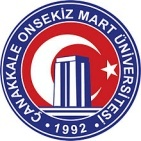 ÇANAKKALE ONSEKİZ MART ÜNİVERSİTESİ
• 1992 •